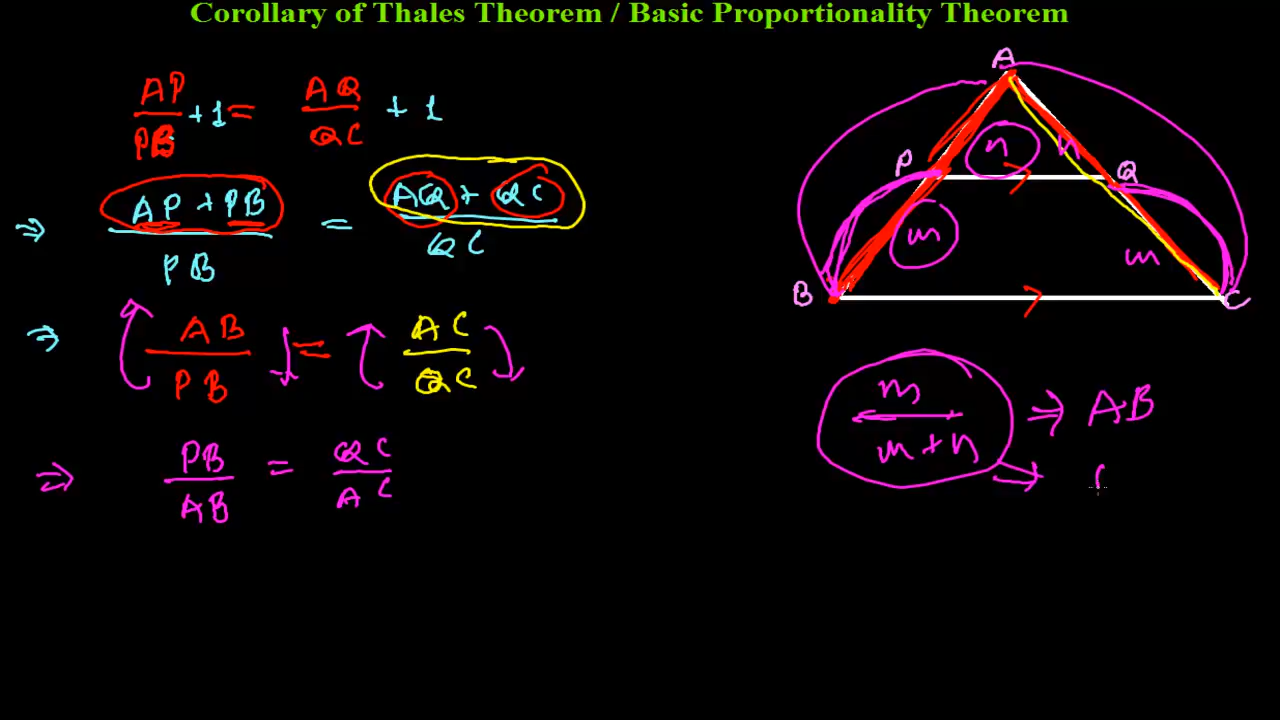 Corollary of Thales Theorem / Basic Proportionality Theorem
AP/PB + 1 = AQ/QC + 1
⇒ (AP + PB)/PB = (AQ + QC)/QC
⇒ AB/PB = AC/QC
⇒ PB/AB = QC/AC
A
P n n Q
m m
B C
m/(m+n) ⇒ AB
→